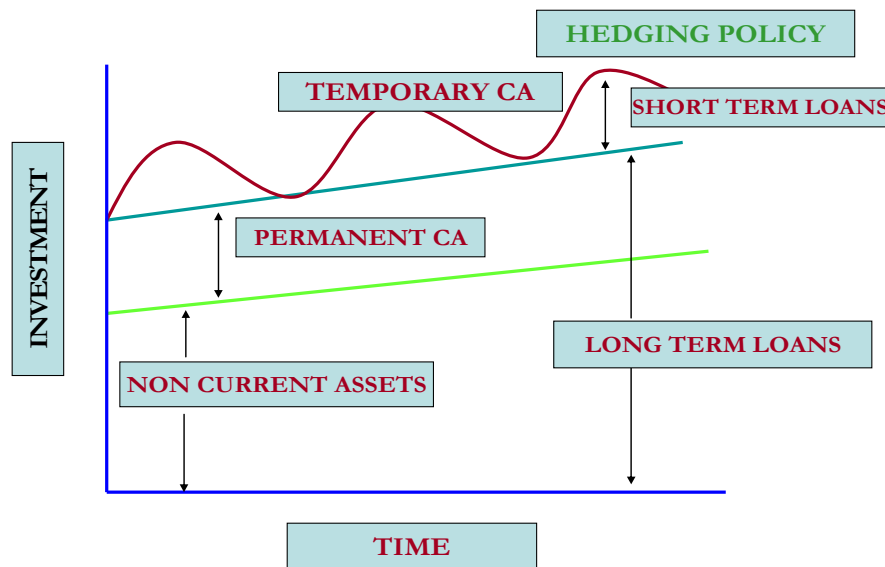 HEDGING POLICY
TEMPORARY CA
SHORT TERM LOANS
INVESTMENT
PERMANENT CA
LONG TERM LOANS
NON CURRENT ASSETS
TIME